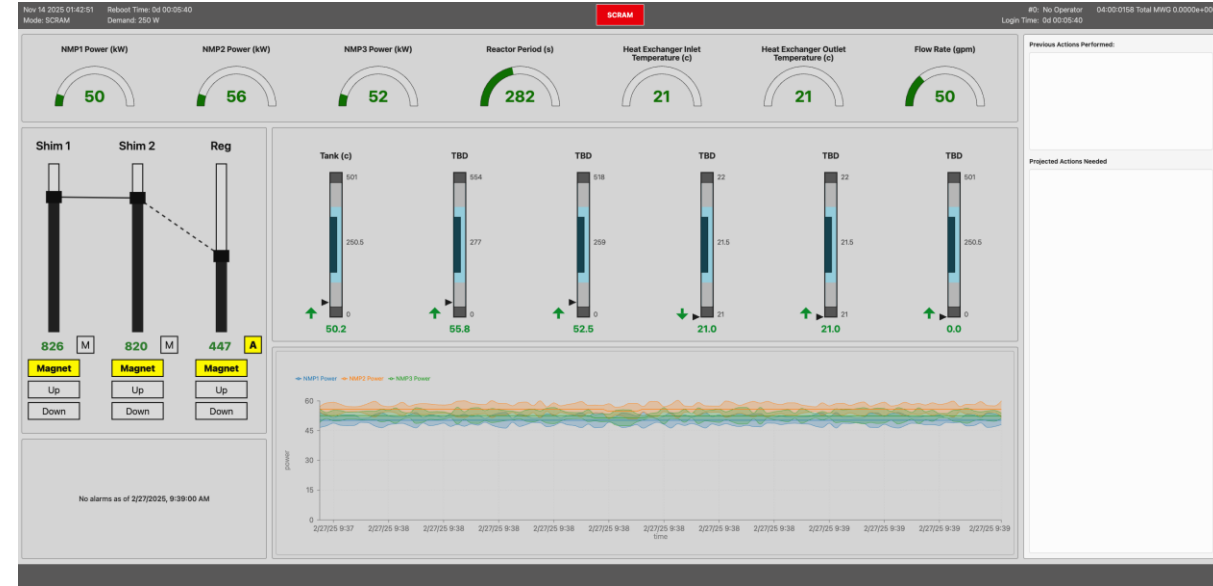 Nov 14 2025 01:42:51 Reboot Time: 0d 00:05:40
Mode: SCRAM Demand: 250 W
SCRAM
#0: No Operator 04:00:0158 Total MWG 0.0000e+00
Login Time: 0d 00:05:40
NMP1 Power (kW) NMP2 Power (kW) NMP3 Power (kW) Reactor Period (s) Heat Exchanger Inlet Temperature (c) Heat Exchanger Outlet Temperature (c) Flow Rate (gpm)
50 56 52 282 21 21 50
Previous Actions Performed:
Projected Actions Needed
Shim 1 Shim 2 Reg
826 M 820 M 447 A
Magnet Magnet Magnet
Up Up Up
Down Down Down
Tank (c) TBD TBD TBD TBD TBD
501 554 518 22 22 501
250.5 277 259 21.5 21.5 250.5
0 0 0 21 21 0
50.2 55.8 52.5 21.0 21.0 0.0
NMP1 Power NMP2 Power NMP3 Power
60
45
30
15
0
power
2/27/25 9:37 2/27/25 9:38 2/27/25 9:38 2/27/25 9:38 2/27/25 9:38 2/27/25 9:38 2/27/25 9:38 2/27/25 9:38 2/27/25 9:38 2/27/25 9:39 2/27/25 9:39 2/27/25 9:39 2/27/25 9:39
time
No alarms as of 2/27/2025, 9:39:00 AM